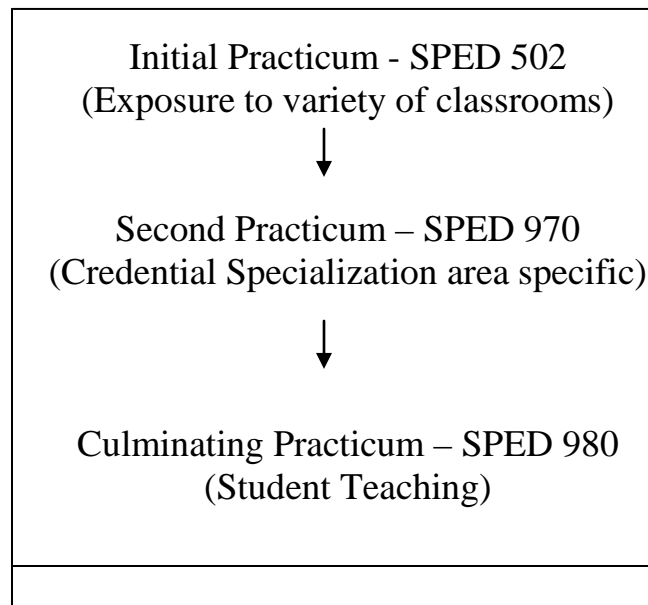 Initial Practicum - SPED 502
(Exposure to variety of classrooms)
Second Practicum – SPED 970
(Credential Specialization area specific)
Culminating Practicum – SPED 980
(Student Teaching)